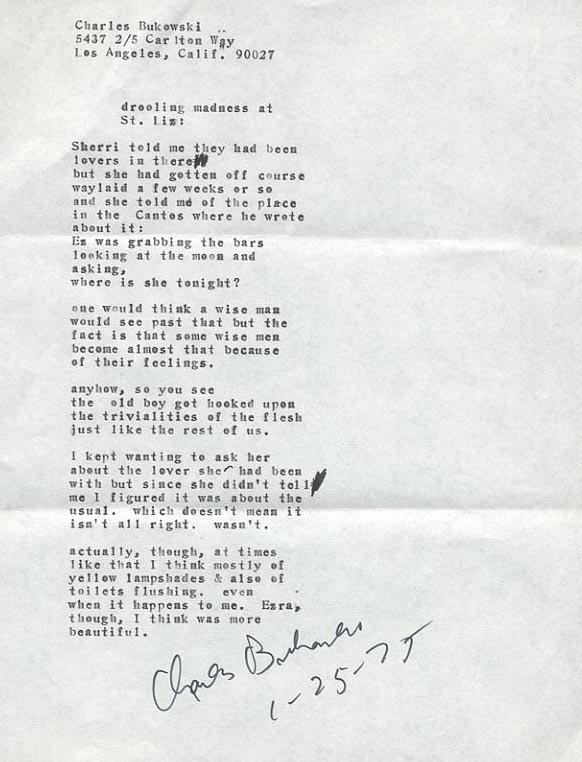 Charles Bukowski
5437 2/5 Carlton Way
Los Angeles, Calif. 90027
drooling madness at
St. Liz:
Sherri told me they had been
lovers in there
but she had gotten off course
waylaid a few weeks or so
and she told me of the place
in the Cantos where he wrote
about it:
Ez was grabbing the bars
looking at the moon and
asking,
where is she tonight?
one would think a wise man
would see past that but the
fact is that some wise men
become almost that because
of their feelings.
anyhow, so you see
the old boy got hooked upon
the trivialities of the flesh
just like the rest of us.
I kept wanting to ask her
about the lover she had been
with but since she didn't tell
me I figured it was about the
usual. which doesn't mean it
isn't all right. wasn't.
actually, though, at times
like that I think mostly of
yellow lampshades & also of
toilets flushing. even
when it happens to me. Ezra,
though, I think was more
beautiful.
Charles Bukowski
1-25-75